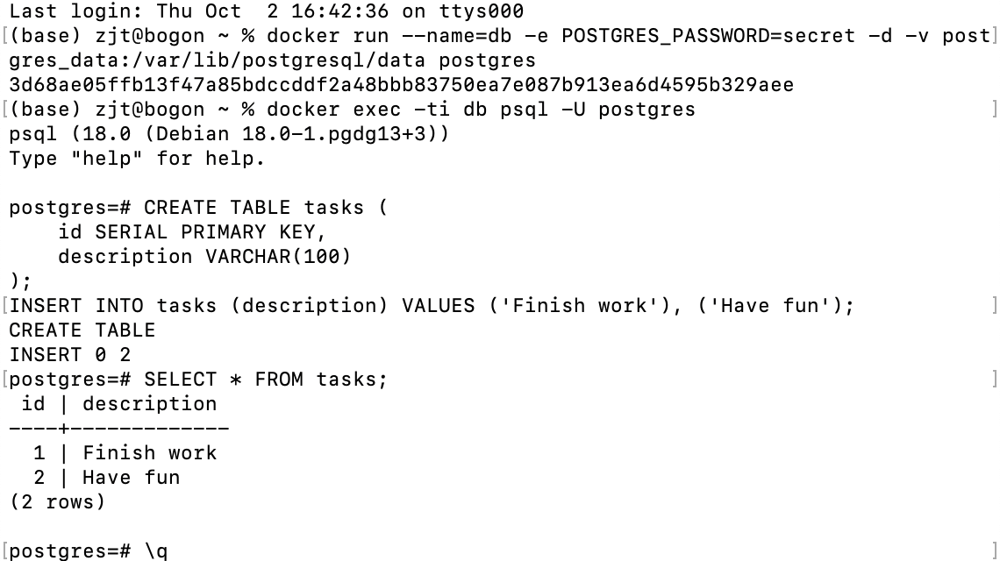 Last login: Thu Oct  2 16:42:36 on ttys000
[(base) zjt@bogon ~ % docker run --name=db -e POSTGRES_PASSWORD=secret -d -v post]
gres_data:/var/lib/postgresql/data postgres
3d68ae05ffb13f47a85bdccddf2a48bbb83750ea7e087b913ea6d4595b329aee
[(base) zjt@bogon ~ % docker exec -ti db psql -U postgres ]
psql (18.0 (Debian 18.0-1.pgdg13+3))
Type "help" for help.

postgres=# CREATE TABLE tasks (
    id SERIAL PRIMARY KEY,
    description VARCHAR(100)
);
[INSERT INTO tasks (description) VALUES ('Finish work'), ('Have fun'); ]
CREATE TABLE
INSERT 0 2
[postgres=# SELECT * FROM tasks; ]
 id | description
----+-------------
  1 | Finish work
  2 | Have fun
(2 rows)

[postgres=# \q ]